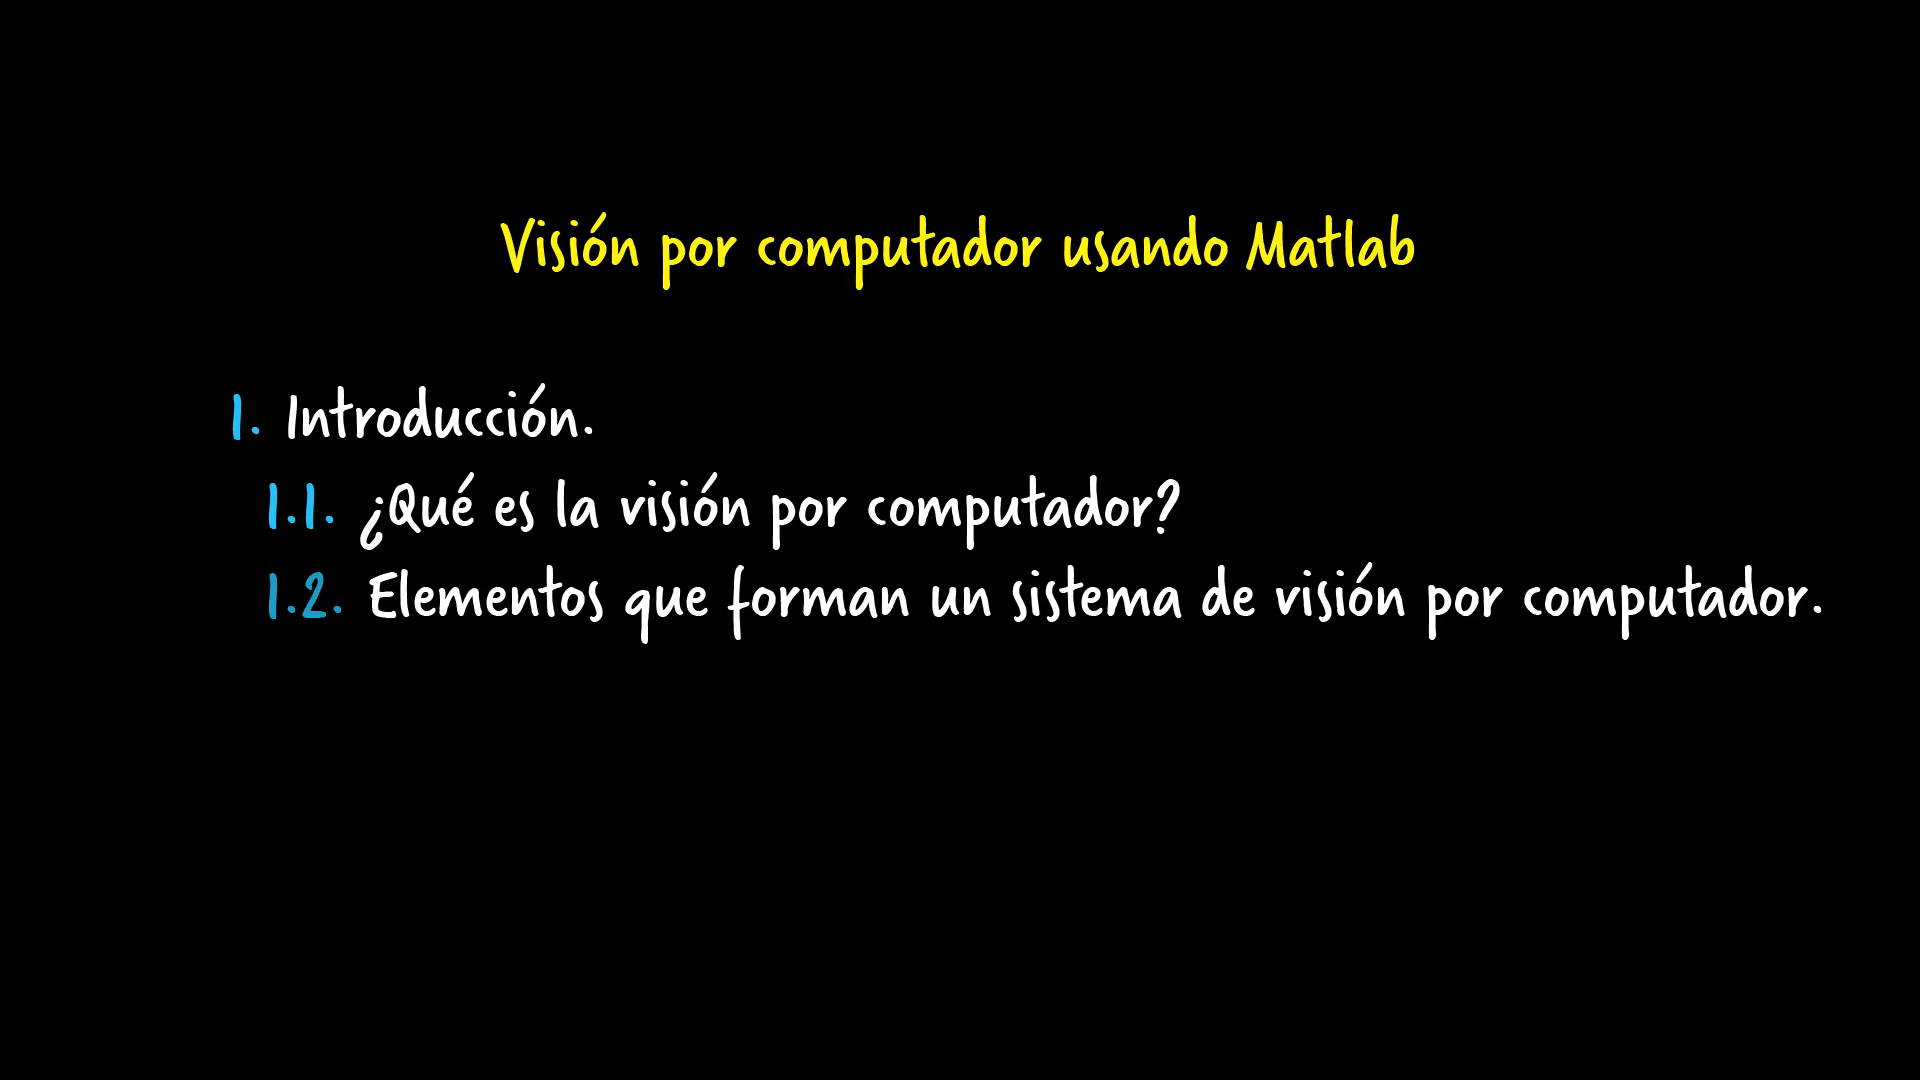 Visión por computador usando Matlab
1. Introducción.
1.1. ¿Qué es la visión por computador?
1.2. Elementos que forman un sistema de visión por computador.